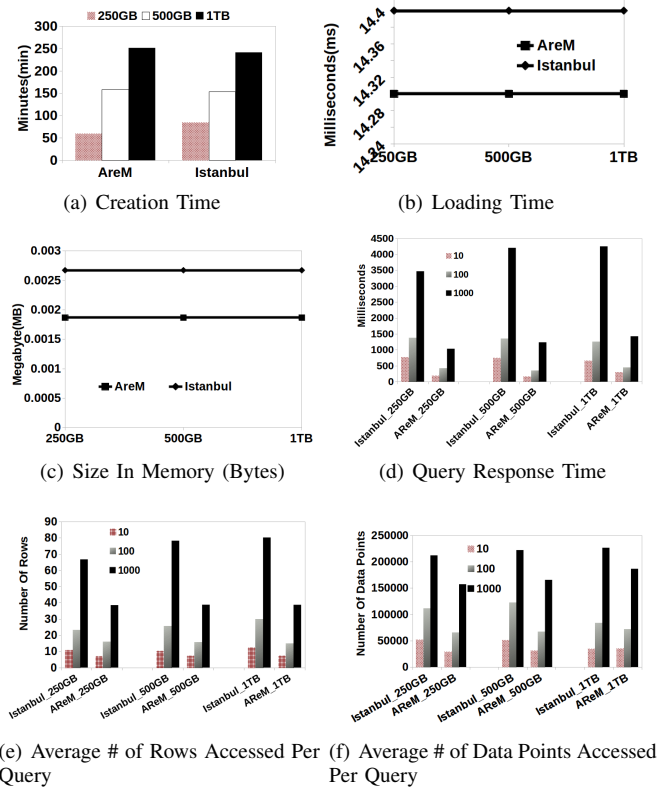 250GB 500GB 1TB
Minutes(min)
300
250
200
150
100
50
0
AreM Istanbul
(a) Creation Time
Milliseconds(ms)
14.4
14.36
14.32
14.28
14.24
AreM
Istanbul
250GB 500GB 1TB
(b) Loading Time
Megabyte(MB)
0.003
0.0025
0.002
0.0015
0.001
0.0005
0
AreM Istanbul
250GB 500GB 1TB
(c) Size In Memory (Bytes)
Milliseconds
4500
4000
3500
3000
2500
2000
1500
1000
500
0
10
100
1000
Istanbul_250GB
AReM_250GB
Istanbul_500GB
AReM_500GB
Istanbul_1TB
AReM_1TB
(d) Query Response Time
Number Of Rows
90
80
70
60
50
40
30
20
10
0
10
100
1000
Istanbul_250GB
AReM_250GB
Istanbul_500GB
AReM_500GB
Istanbul_1TB
AReM_1TB
(e) Average # of Rows Accessed Per
Query
Number Of Data Points
250000
200000
150000
100000
50000
0
10
100
1000
Istanbul_250GB
AReM_250GB
Istanbul_500GB
AReM_500GB
Istanbul_1TB
AReM_1TB
(f) Average # of Data Points Accessed
Per Query